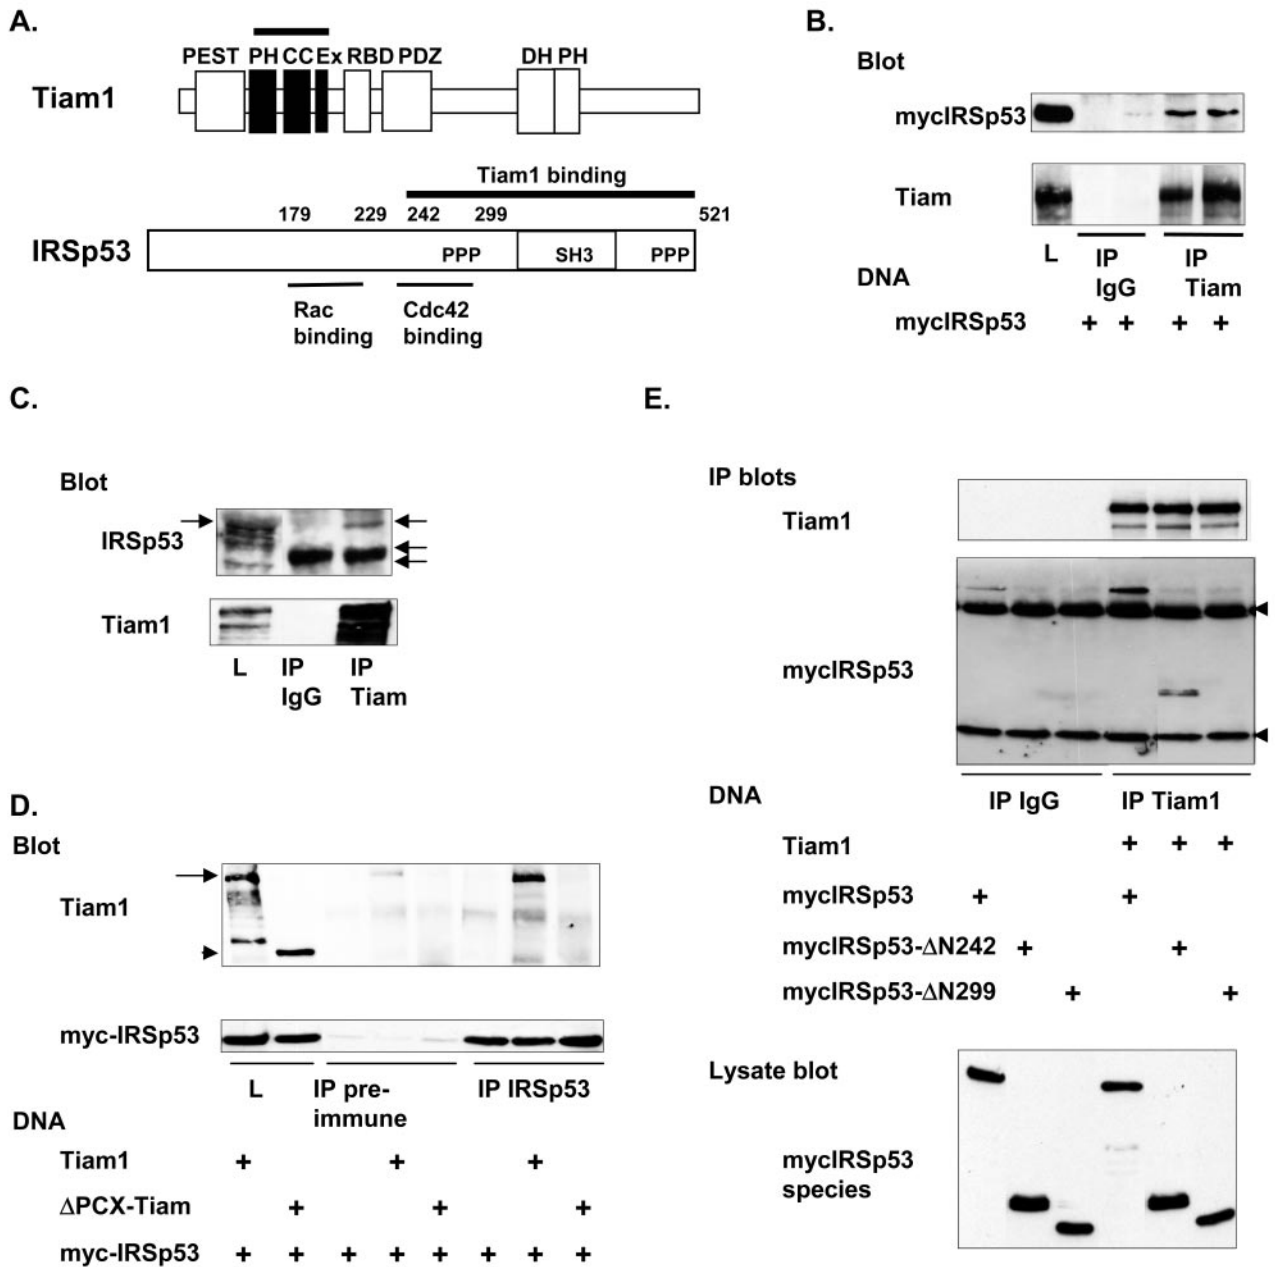 A.
PEST PH CC Ex RBD PDZ DH PH
Tiam1
Tiam1 binding
179 229 242 299 521
IRSp53 PPP SH3 PPP
Rac binding
Cdc42 binding
B.
Blot
mycIRSp53
Tiam
L IP IgG IP Tiam
DNA
mycIRSp53 + + + +
C.
Blot
IRSp53
Tiam1
L IP IgG IP Tiam
D.
Blot
Tiam1
myc-IRSp53
L IP pre-immune IP IRSp53
DNA
Tiam1 + + +
ΔPCX-Tiam + + +
myc-IRSp53 + + + + + + + +
E.
IP blots
Tiam1
mycIRSp53
IP IgG IP Tiam1
DNA
Tiam1 + + +
mycIRSp53 + +
mycIRSp53-ΔN242 + +
mycIRSp53-ΔN299 + +
Lysate blot
mycIRSp53
species